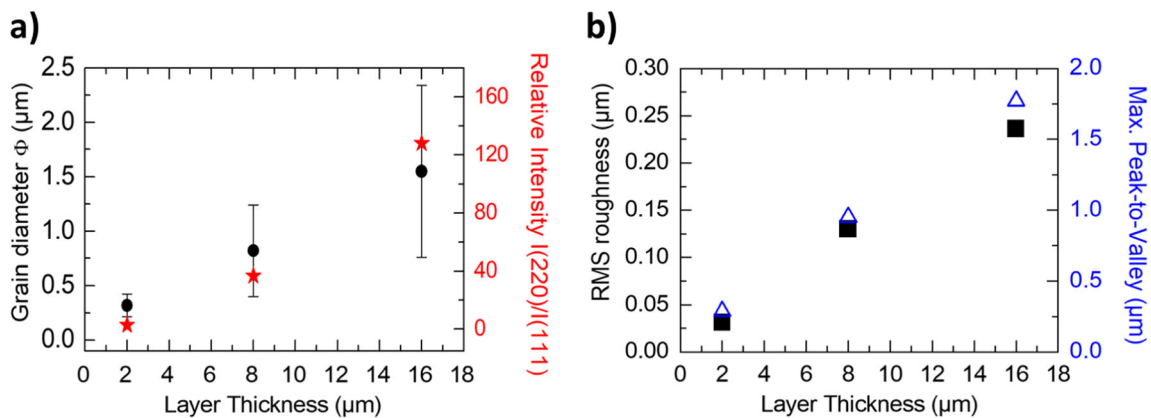 a)
2.5
2.0
1.5
1.0
0.5
0.0
Grain diameter Φ (µm)
0 2 4 6 8 10 12 14 16 18
Layer Thickness (µm)
160
120
80
40
0
Relative Intensity I(220)/I(111)
b)
0.30
0.25
0.20
0.15
0.10
0.05
0.00
RMS roughness (µm)
0 2 4 6 8 10 12 14 16 18
Layer Thickness (µm)
2.0
1.5
1.0
0.5
0.0
Max. Peak-to-Valley (µm)